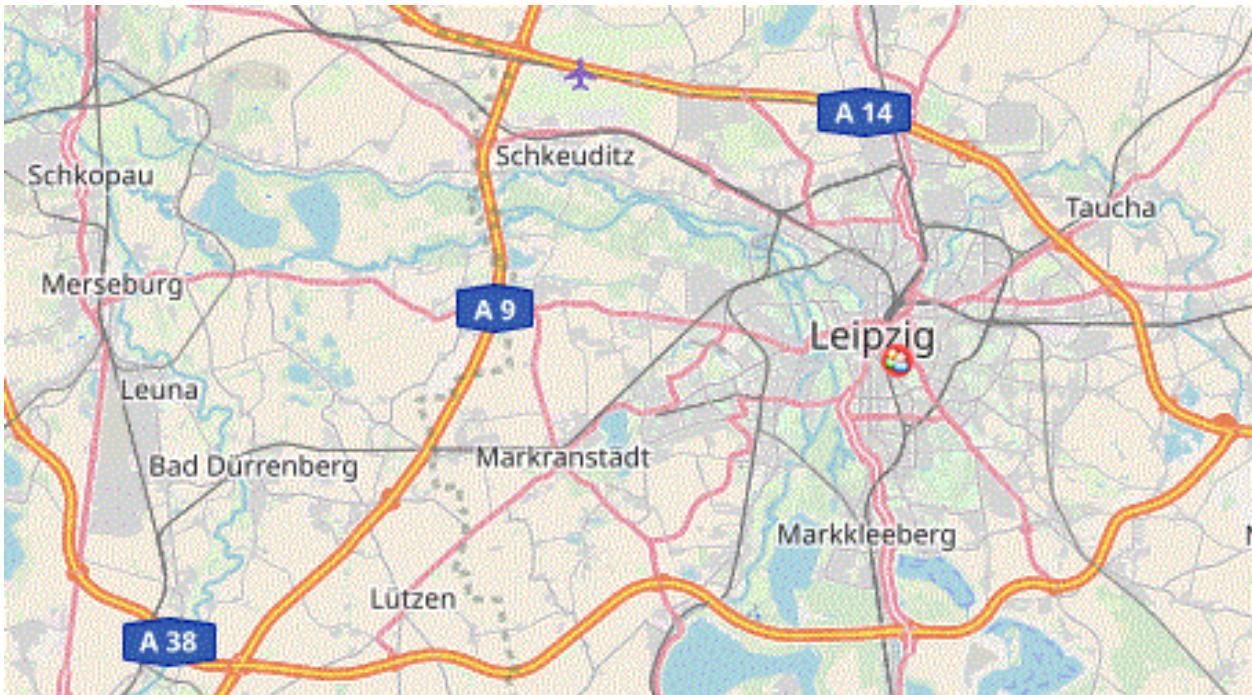 A 14
Schkeuditz
Schkopau
Taucha
Merseburg
A 9
Leipzig
Leuna
Markranstädt
Bad Dürrenberg
Markkleeberg
Lützen
A 38